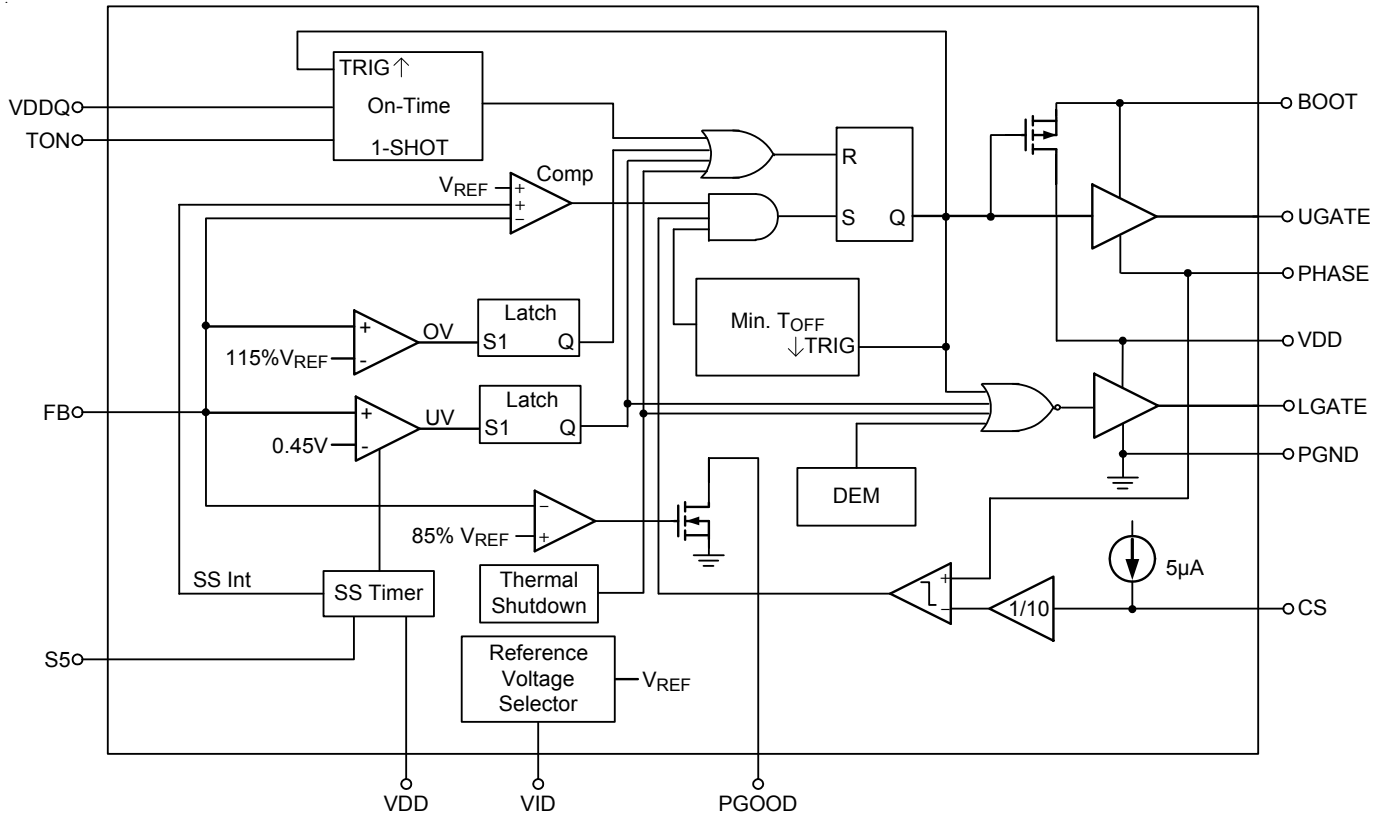 TRIG↑
On-Time
1-SHOT
VDDQ
TON
BOOT
VREF
+
+
−
Comp
R
S
Q
UGATE
PHASE
Latch
S1
Q
OV
+
-
115%VREF
Min. TOFF
↓TRIG
VDD
FB
Latch
S1
Q
UV
+
-
0.45V
LGATE
PGND
DEM
−
+
85% VREF
5µA
SS Int
SS Timer
Thermal
Shutdown
+
−
1/10
CS
S5
Reference
Voltage
Selector
VREF
VDD
VID
PGOOD